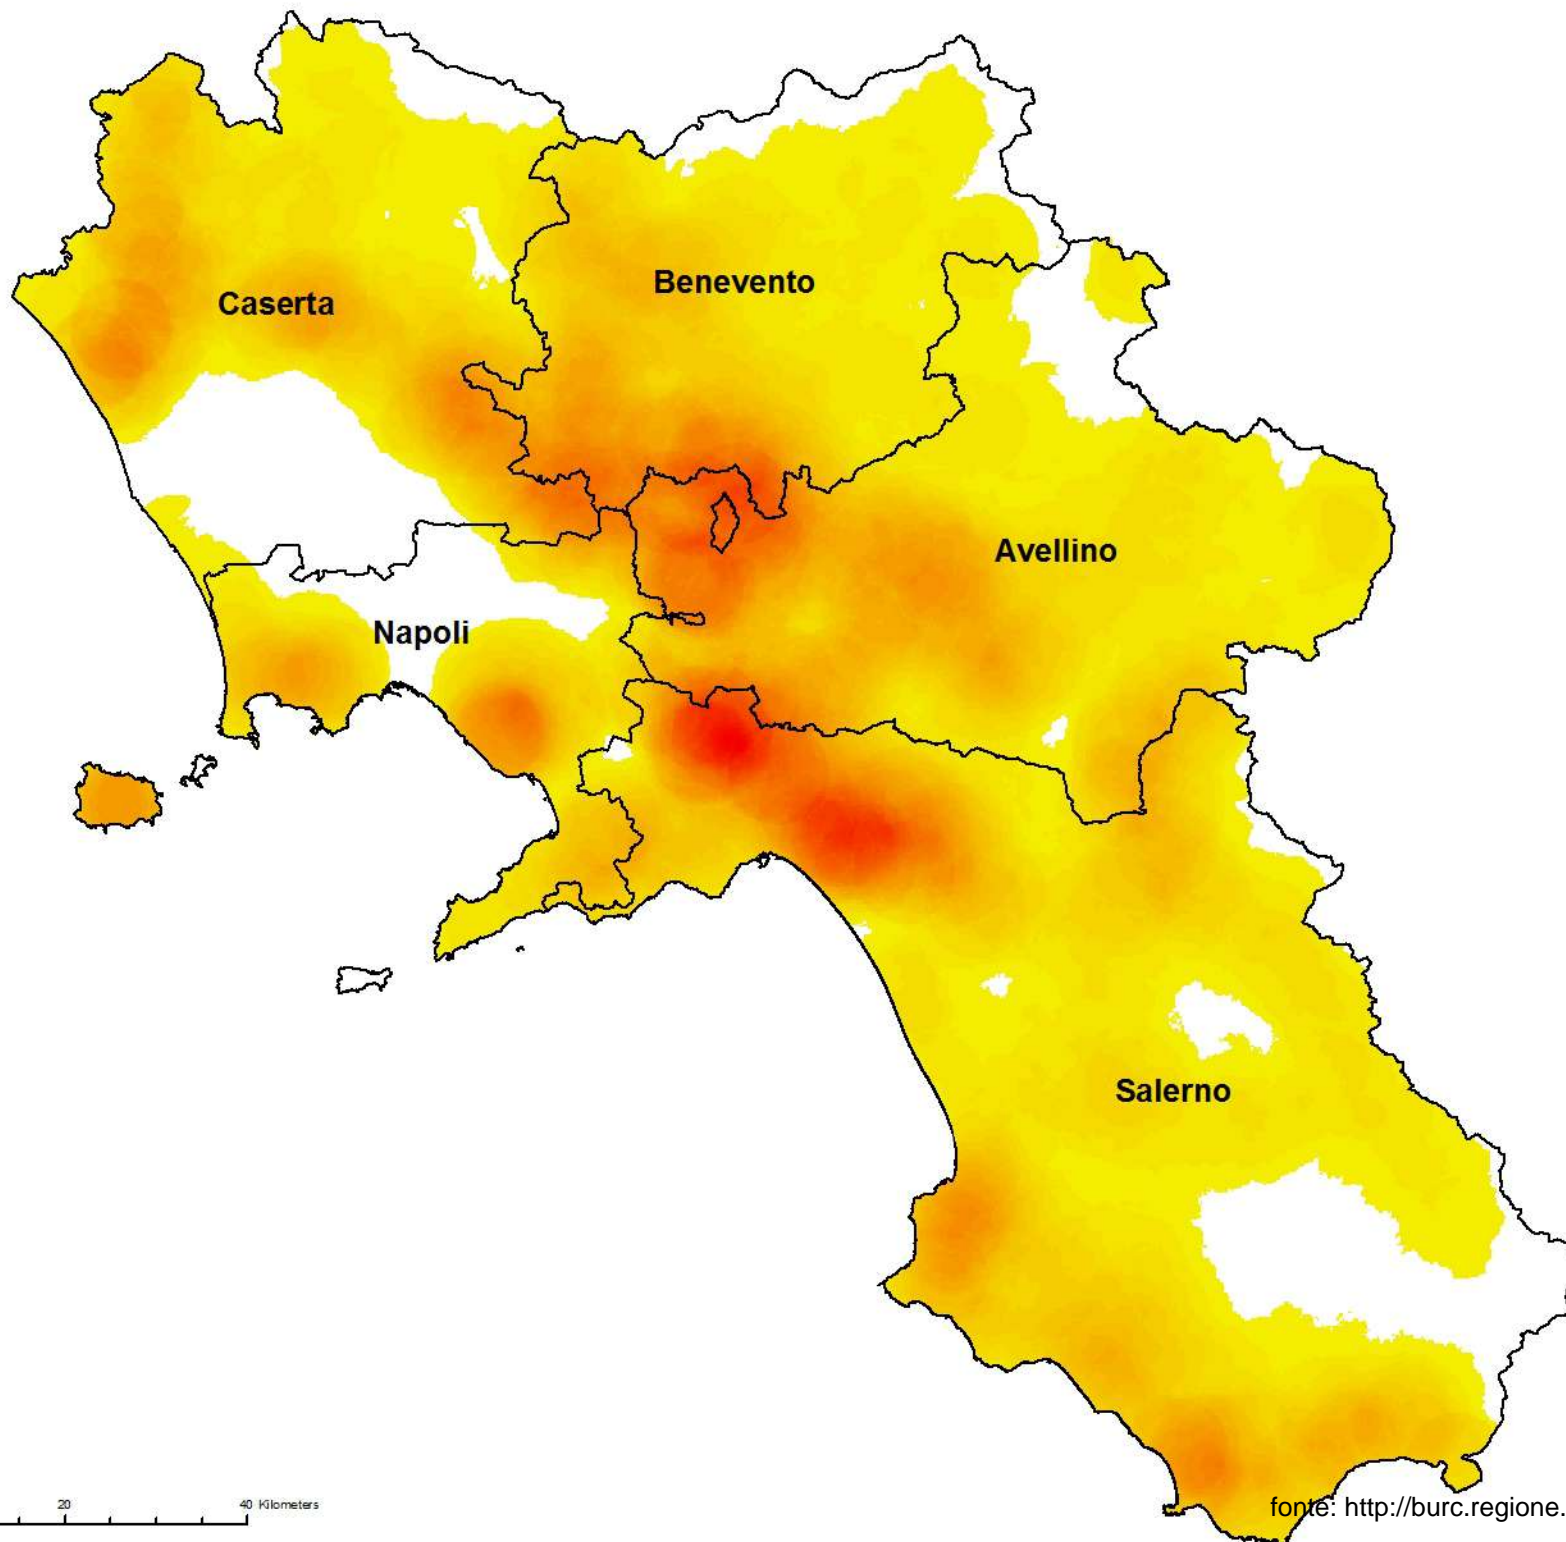 Benevento
Caserta
Avellino
Napoli
Salerno
20 40 Kilometers
fonte: http://burc.regione.